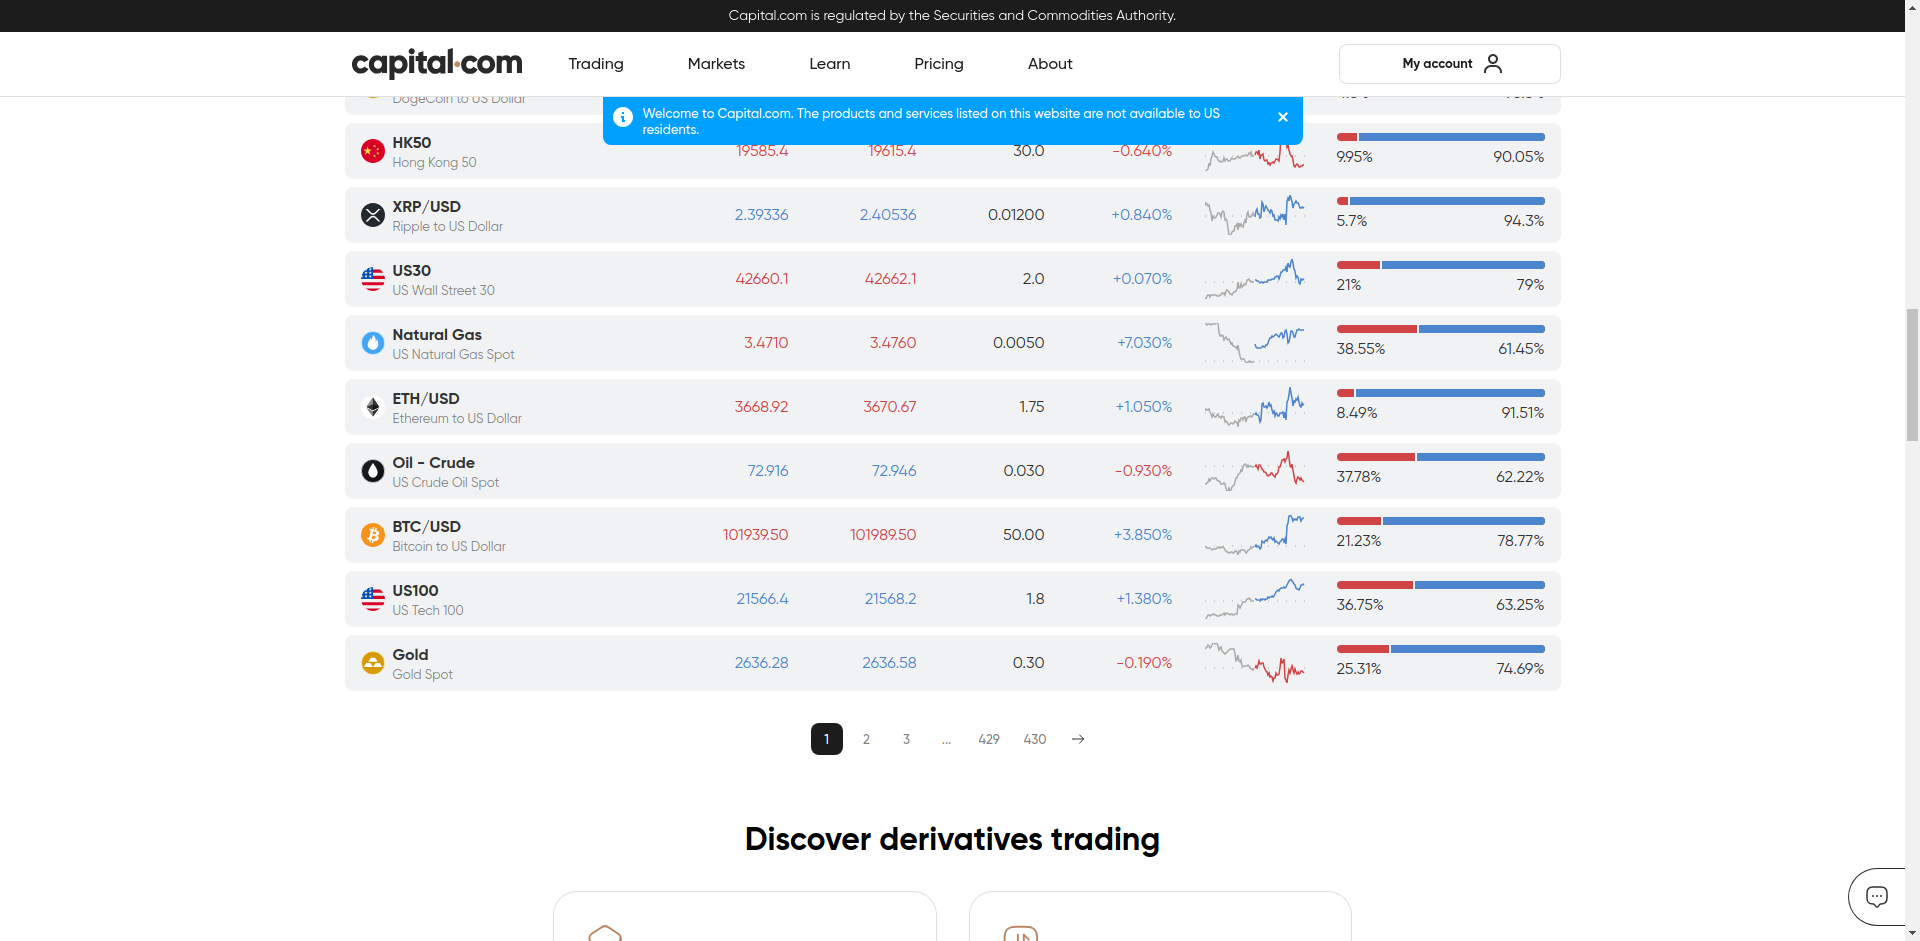 Capital.com is regulated by the Securities and Commodities Authority.
capital.com Trading Markets Learn Pricing About My account
DogeCoin to US Dollar
Welcome to Capital.com. The products and services listed on this website are not available to US
residents.
HK50
Hong Kong 50
19585.4 19615.4 30.0 -0.640% 9.95% 90.05%
XRP/USD
Ripple to US Dollar
2.39336 2.40536 0.01200 +0.840% 5.7% 94.3%
US30
US Wall Street 30
42660.1 42662.1 2.0 +0.070% 21% 79%
Natural Gas
US Natural Gas Spot
3.4710 3.4760 0.0050 +7.030% 38.55% 61.45%
ETH/USD
Ethereum to US Dollar
3668.92 3670.67 1.75 +1.050% 8.49% 91.51%
Oil - Crude
US Crude Oil Spot
72.916 72.946 0.030 -0.930% 37.78% 62.22%
BTC/USD
Bitcoin to US Dollar
101939.50 101989.50 50.00 +3.850% 21.23% 78.77%
US100
US Tech 100
21566.4 21568.2 1.8 +1.380% 36.75% 63.25%
Gold
Gold Spot
2636.28 2636.58 0.30 -0.190% 25.31% 74.69%
1 2 3 ... 429 430
Discover derivatives trading